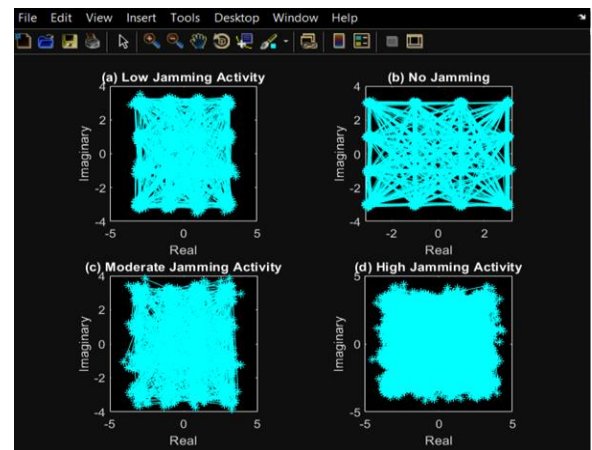 File Edit View Insert Tools Desktop Window Help
(a) Low Jamming Activity
4
2
0
-2
-4
Imaginary
-5 0 5
Real
(b) No Jamming
4
2
0
-2
-4
Imaginary
-2 0 2
Real
(c) Moderate Jamming Activity
4
2
0
-2
-4
Imaginary
-5 0 5
Real
(d) High Jamming Activity
5
0
-5
Imaginary
-5 0 5
Real